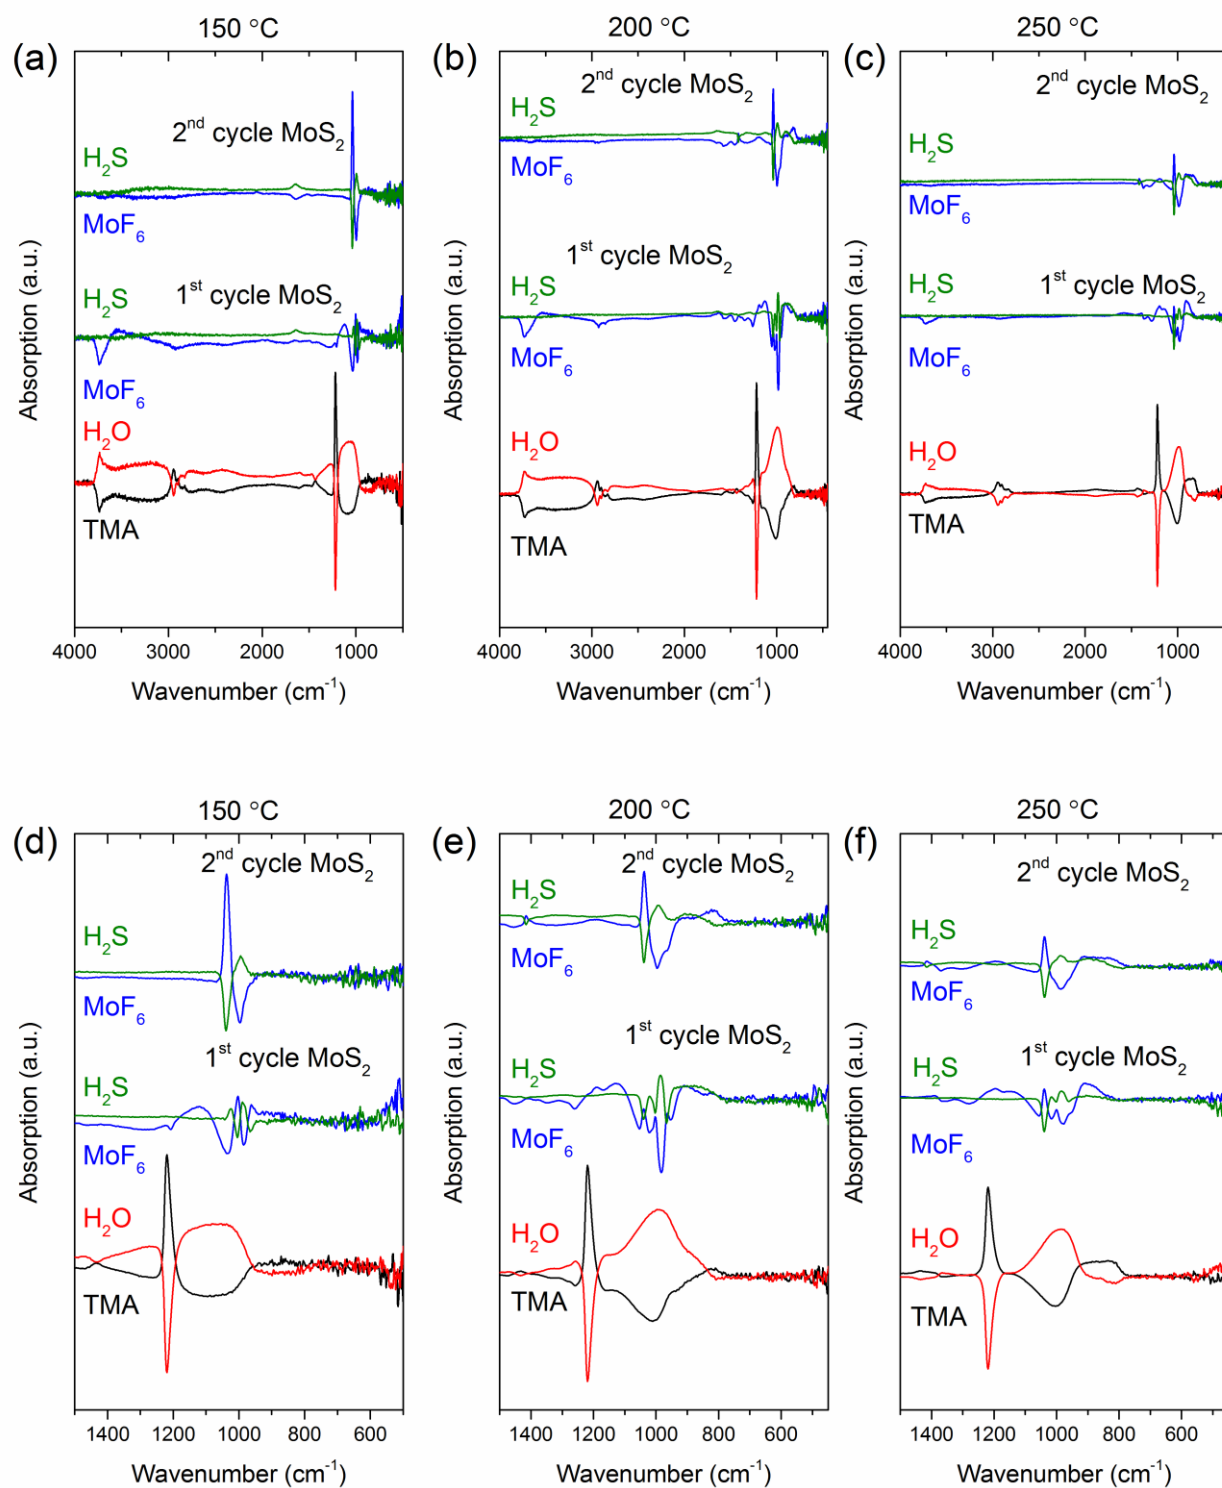 150 °C
200 °C
250 °C
(a)
2nd cycle MoS2
H2S
MoF6
1st cycle MoS2
H2S
MoF6
H2O
TMA
Absorption (a.u.)
4000 3000 2000 1000
Wavenumber (cm-1)
(b)
2nd cycle MoS2
H2S
MoF6
1st cycle MoS2
H2S
MoF6
H2O
TMA
Absorption (a.u.)
4000 3000 2000 1000
Wavenumber (cm-1)
(c)
2nd cycle MoS2
H2S
MoF6
1st cycle MoS2
H2S
MoF6
H2O
TMA
Absorption (a.u.)
4000 3000 2000 1000
Wavenumber (cm-1)
150 °C
200 °C
250 °C
(d)
2nd cycle MoS2
H2S
MoF6
1st cycle MoS2
H2S
MoF6
H2O
TMA
Absorption (a.u.)
1400 1200 1000 800 600
Wavenumber (cm-1)
(e)
2nd cycle MoS2
H2S
MoF6
1st cycle MoS2
H2S
MoF6
H2O
TMA
Absorption (a.u.)
1400 1200 1000 800 600
Wavenumber (cm-1)
(f)
2nd cycle MoS2
H2S
MoF6
1st cycle MoS2
H2S
MoF6
H2O
TMA
Absorption (a.u.)
1400 1200 1000 800 600
Wavenumber (cm-1)